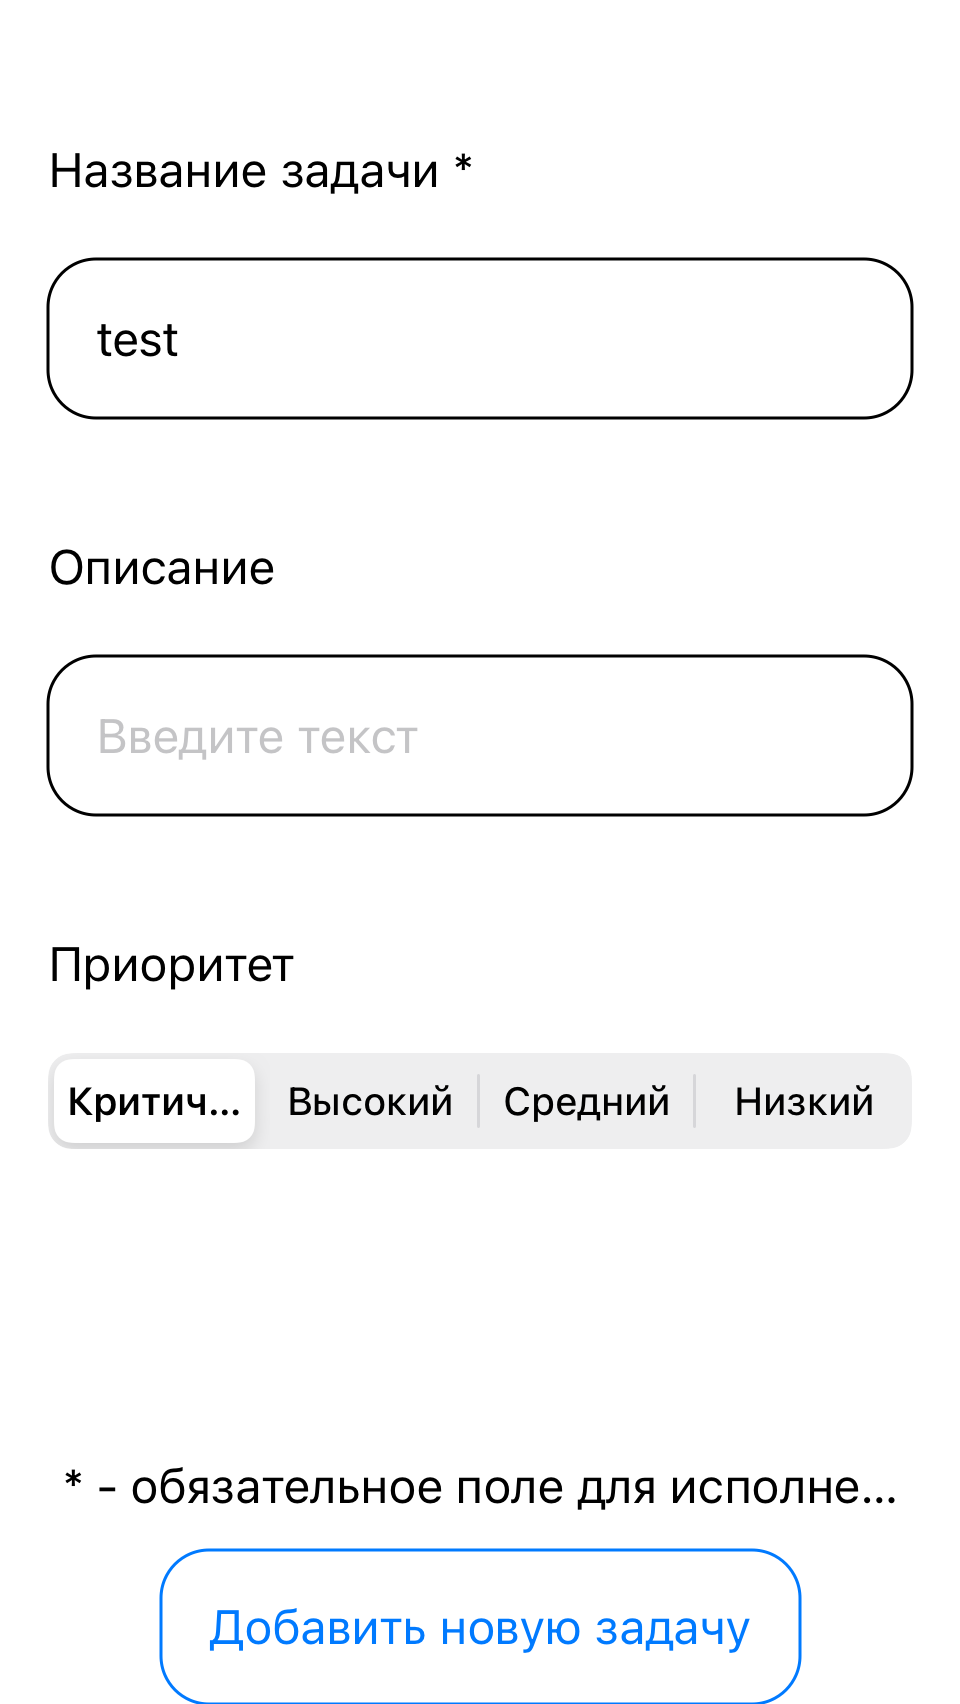 Название задачи *
test
Описание
Введите текст
Приоритет
Критич... Высокий Средний Низкий
* - обязательное поле для исполне...
Добавить новую задачу